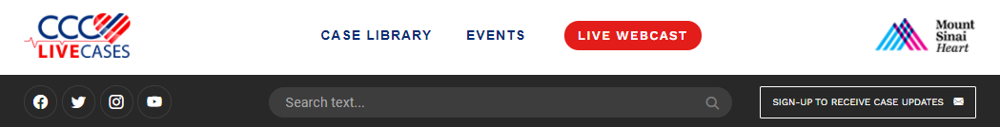 CCC
LIVECASES
CASE LIBRARY
EVENTS
LIVE WEBCAST
Mount
Sinai
Heart
Search text...
SIGN-UP TO RECEIVE CASE UPDATES